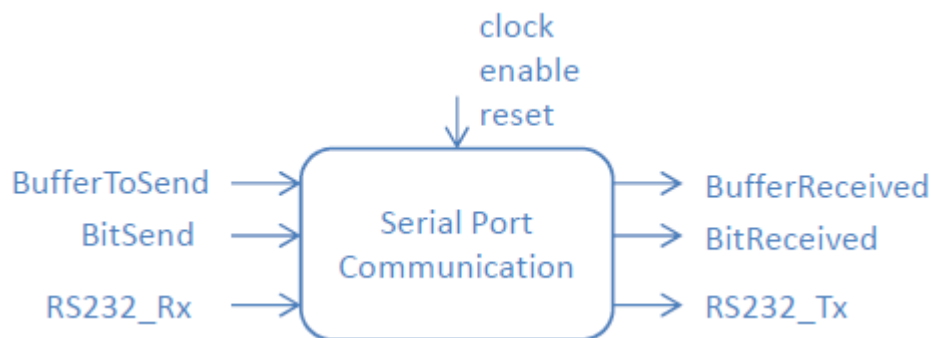 clock
enable
reset
BufferToSend
BitSend
RS232_Rx
Serial Port
Communication
BufferReceived
BitReceived
RS232_Tx